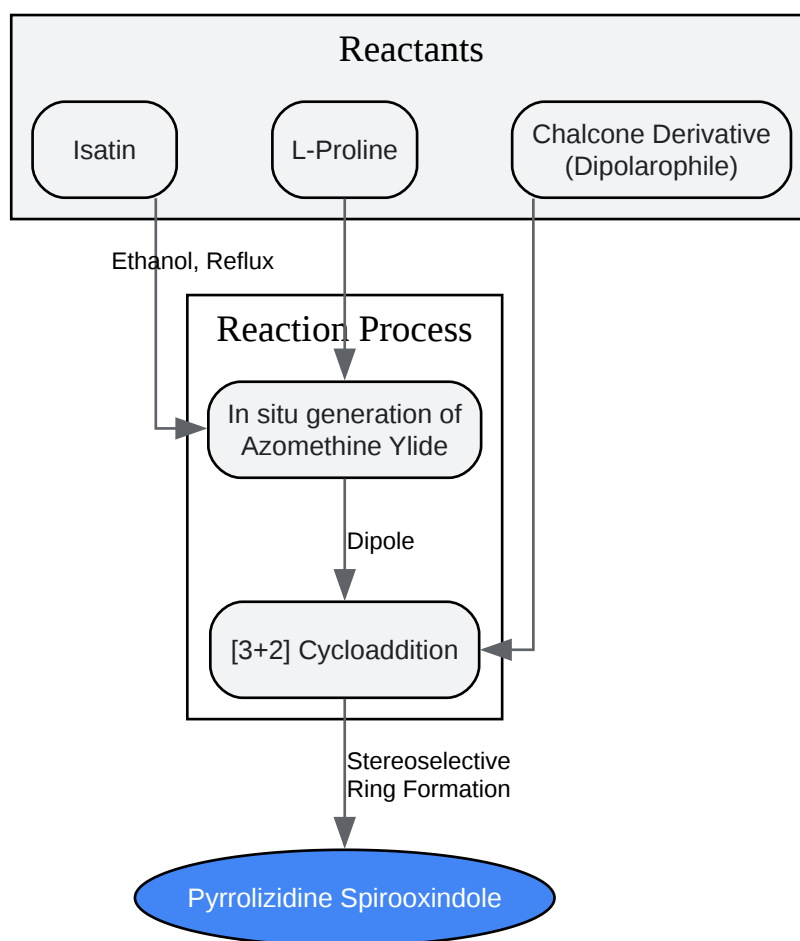 Reactants
Isatin
L-Proline
Chalcone Derivative
(Dipolarophile)
Ethanol, Reflux
Reaction Process
In situ generation of
Azomethine Ylide
Dipole
[3+2] Cycloaddition
Stereoselective
Ring Formation
Pyrrolizidine Spirooxindole